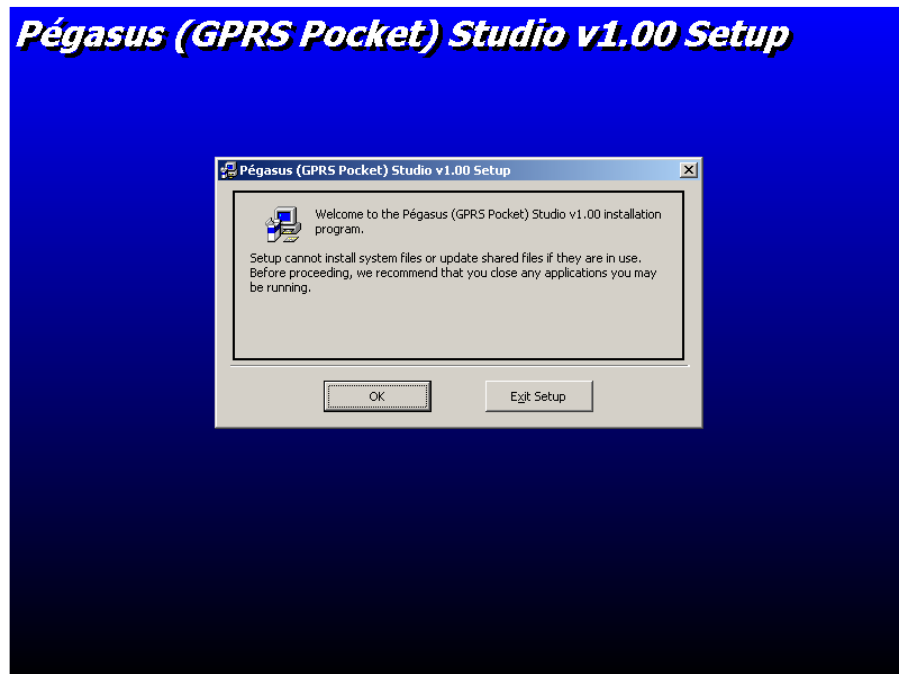 Pégasus (GPRS Pocket) Studio v1.00 Setup
Pégasus (GPRS Pocket) Studio v1.00 Setup
Welcome to the Pégasus (GPRS Pocket) Studio v1.00 installation
program.
Setup cannot install system files or update shared files if they are in use.
Before proceeding, we recommend that you close any applications you may
be running.
OK
Exit Setup